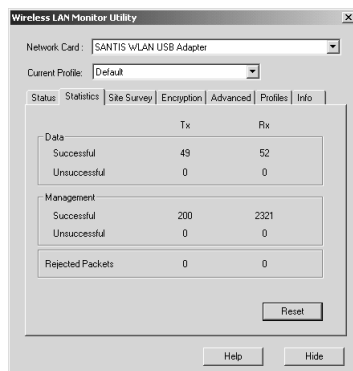 Wireless LAN Monitor Utility
Network Card : SANTIS WLAN USB Adapter
Current Profile: Default
Status Statistics Site Survey Encryption Advanced Profiles Info
Tx Rx
Data
Successful 49 52
Unsuccessful 0 0
Management
Successful 200 2321
Unsuccessful 0 0
Rejected Packets 0 0
Reset
Help Hide